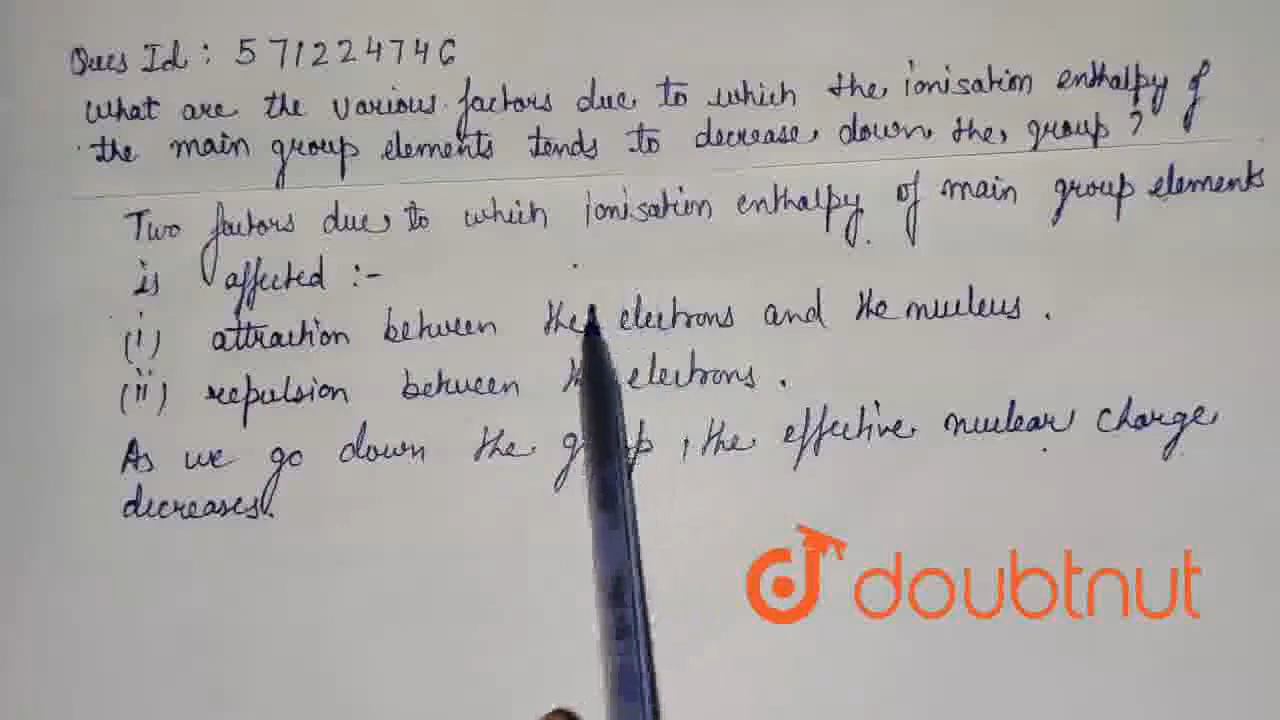 Ques Id : 571224746
What are the various factors due to which the ionisation enthalpy of
the main group elements tends to decrease down the group ?
Two factors due to which ionisation enthalpy of main group elements
is affected :-
(i) attraction between the electrons and the nucleus .
(ii) repulsion between electrons .
As we go down the group , the effective nuclear charge
decreases.
doubtnut